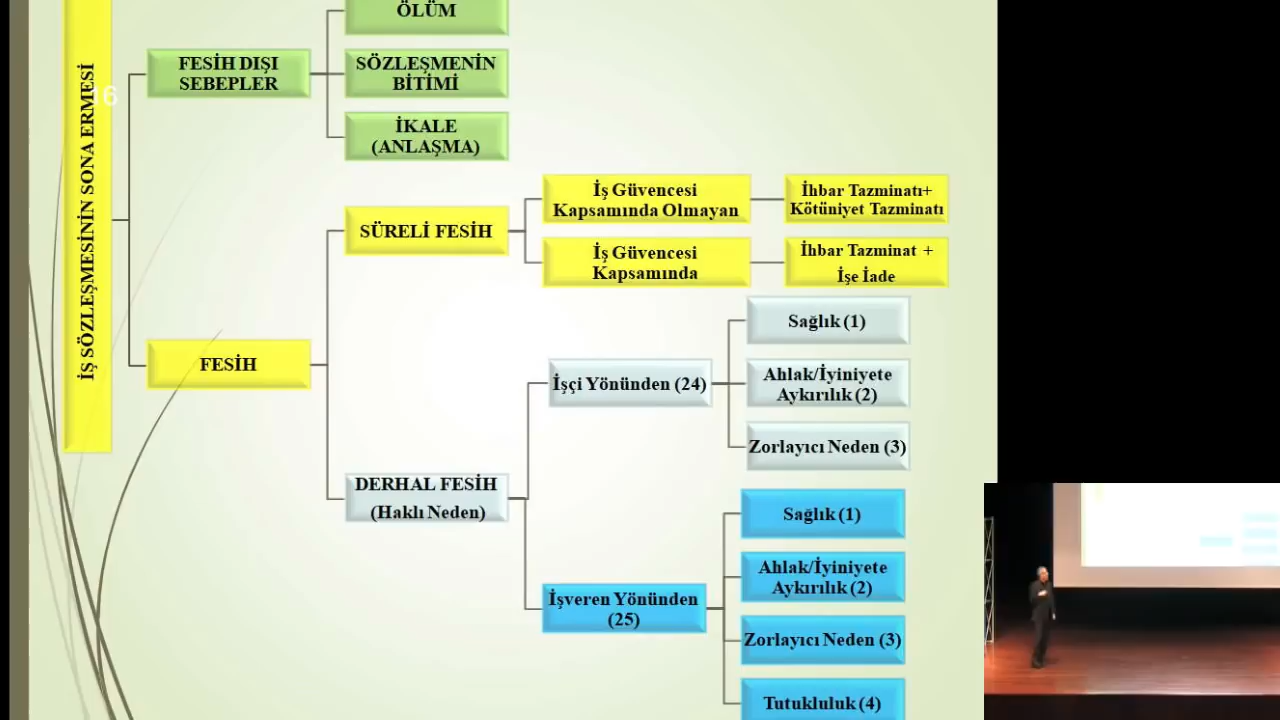 İŞ SÖZLEŞMESİNİN SONA ERMESİ
16
FESİH DIŞI
SEBEPLER
ÖLÜM
SÖZLEŞMENİN
BİTİMİ
İKALE
(ANLAŞMA)
FESİH
SÜRELİ FESİH
İş Güvencesi
Kapsamında Olmayan
İhbar Tazminatı+
Kötüniyet Tazminatı
İş Güvencesi
Kapsamında
İhbar Tazminat +
İşe İade
DERHAL FESİH
(Haklı Neden)
İşçi Yönünden (24)
Sağlık (1)
Ahlak/İyiniyete
Aykırılık (2)
Zorlayıcı Neden (3)
İşveren Yönünden
(25)
Sağlık (1)
Ahlak/İyiniyete
Aykırılık (2)
Zorlayıcı Neden (3)
Tutukluluk (4)